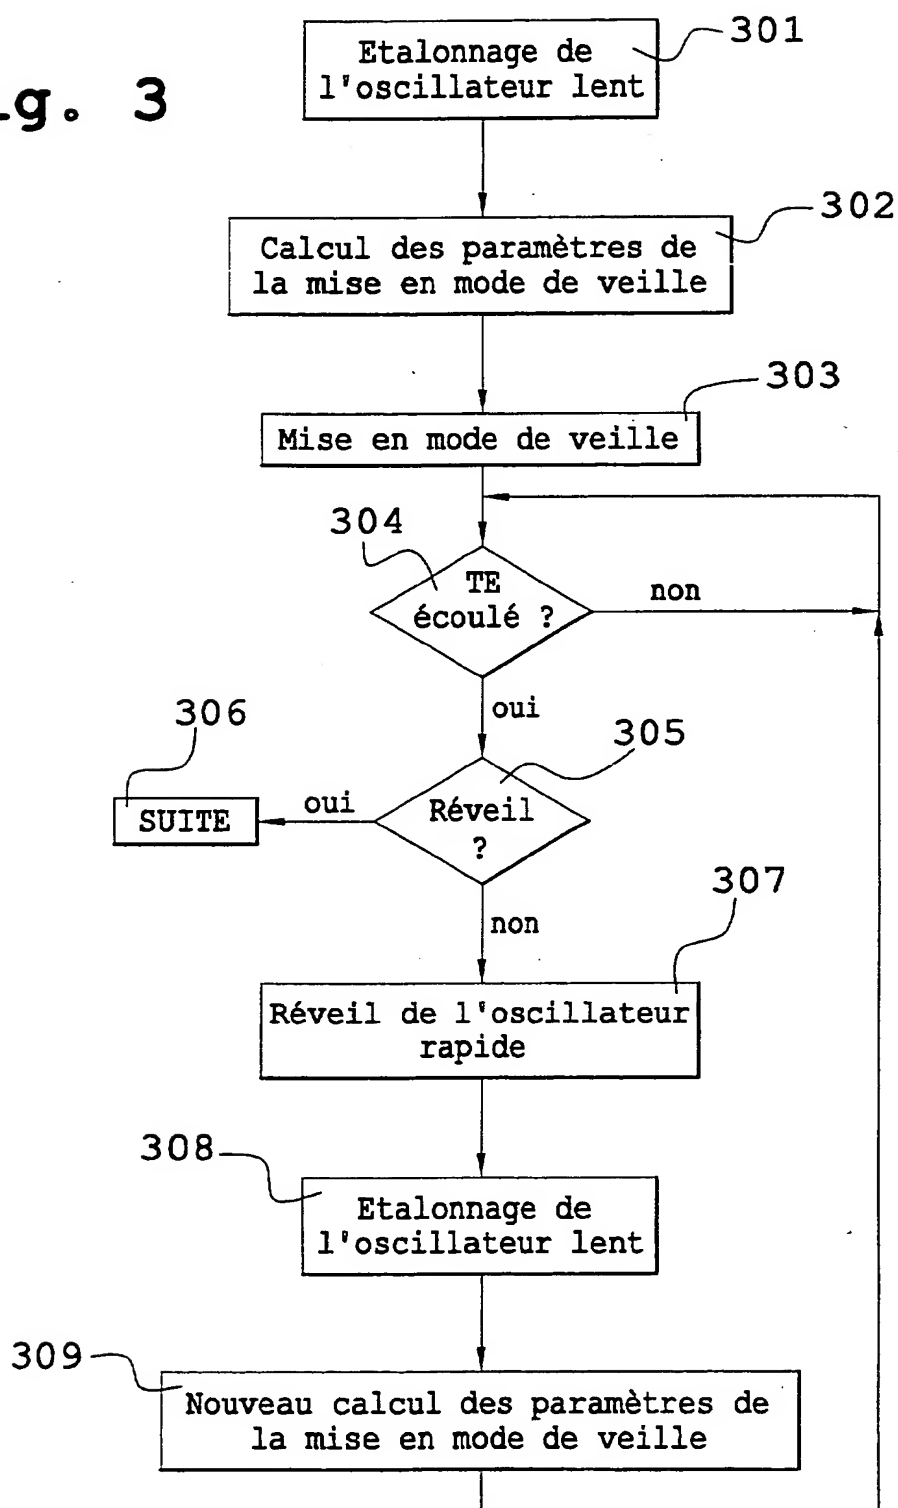 ig. 3
301
Etalonnage de
l'oscillateur lent
302
Calcul des paramètres de
la mise en mode de veille
303
Mise en mode de veille
304
TE
écoulé ?
non
oui
305
306
SUITE
oui
Réveil
?
307
non
Réveil de l'oscillateur
rapide
308
Etalonnage de
l'oscillateur lent
309
Nouveau calcul des paramètres de
la mise en mode de veille